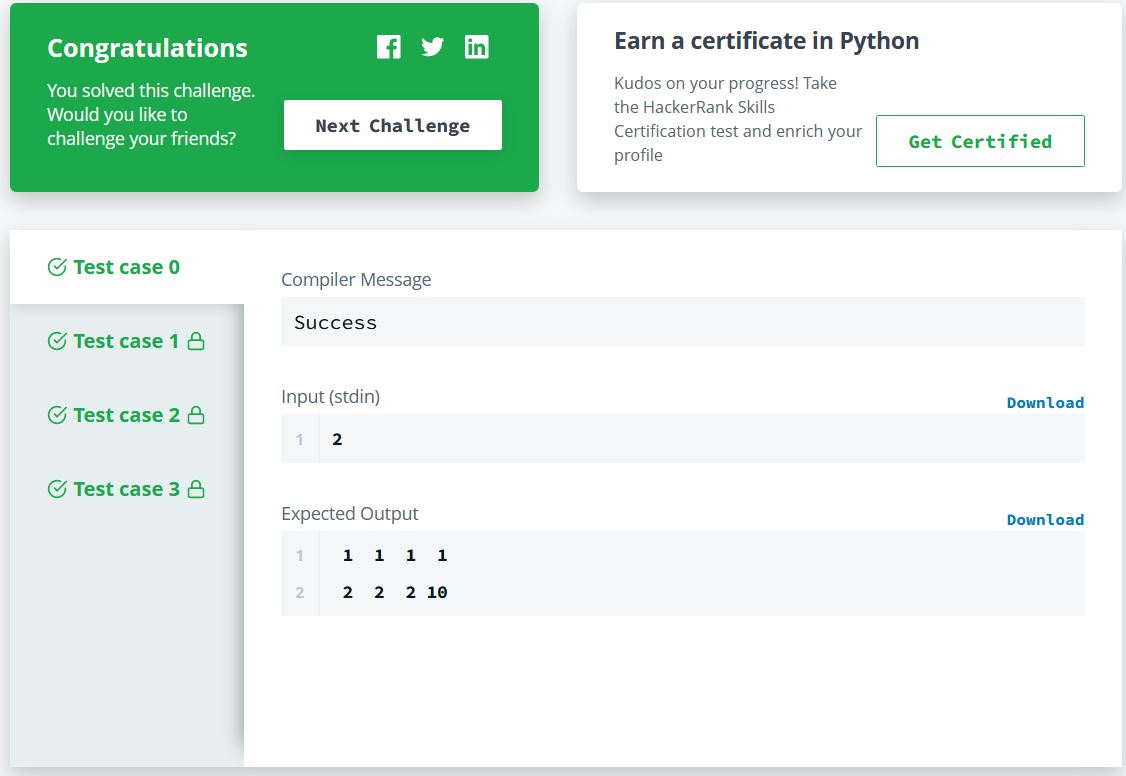 Congratulations
You solved this challenge.
Would you like to
challenge your friends?
Next Challenge
Earn a certificate in Python
Kudos on your progress! Take
the HackerRank Skills
Certification test and enrich your
profile
Get Certified
Test case 0
Test case 1
Test case 2
Test case 3
Compiler Message
Success
Input (stdin)
Download
1 2
Expected Output
Download
1 1 1 1 1
2 2 2 2 10